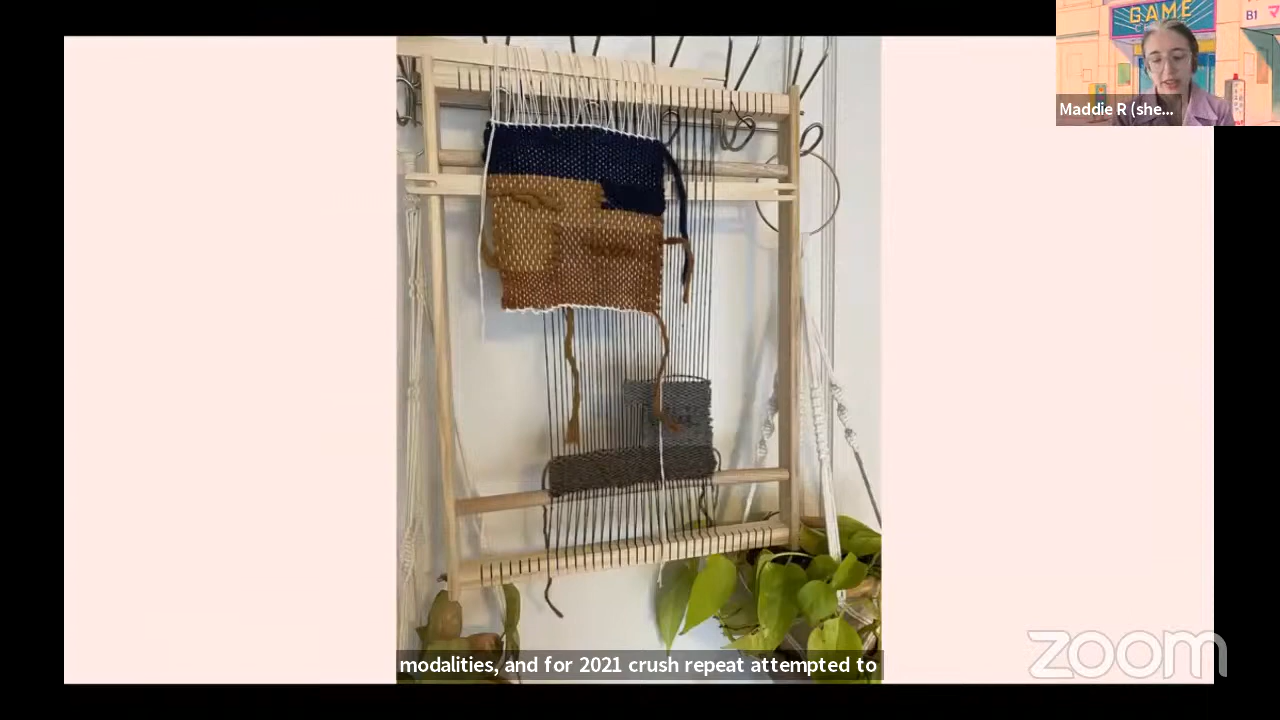 GAME
B1
Maddie R (she...
modalities, and for 2021 crush repeat attempted to
zoom